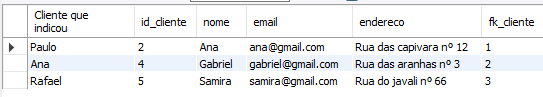 Cliente que indicou id_cliente nome email endereco fk_cliente
Paulo 2 Ana ana@gmail.com Rua das capivara nº 12 1
Ana 4 Gabriel gabriel@gmail.com Rua das aranhas nº 3 2
Rafael 5 Samira samira@gmail.com Rua do javali nº 66 3